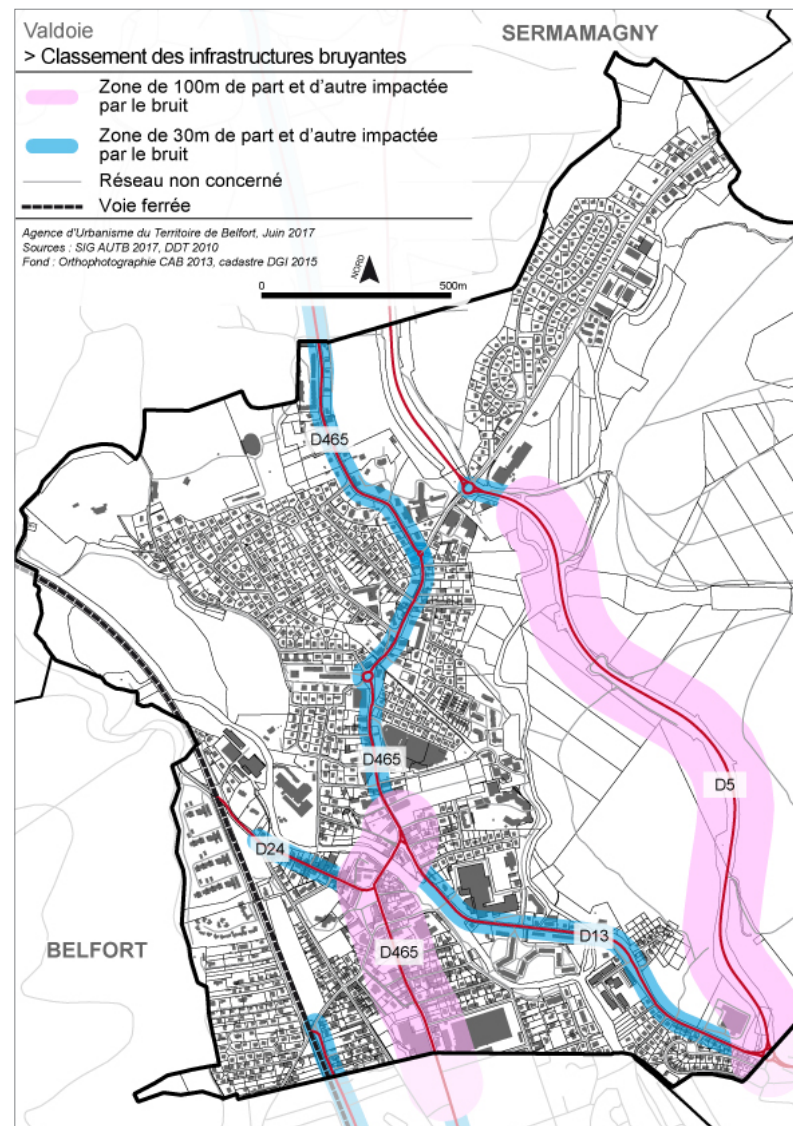 Valdoie
> Classement des infrastructures bruyantes
Zone de 100m de part et d'autre impactée
par le bruit
Zone de 30m de part et d'autre impactée
par le bruit
Réseau non concerné
Voie ferrée
Agence d'Urbanisme du Territoire de Belfort, Juin 2017
Sources : SIG AUTB 2017, DDT 2010
Fond : Orthophotographie CAB 2013, cadastre DGI 2015
NORD
0 500m
SERMAMAGNY
D465
D465
D5
D24
D13
D465
BELFORT